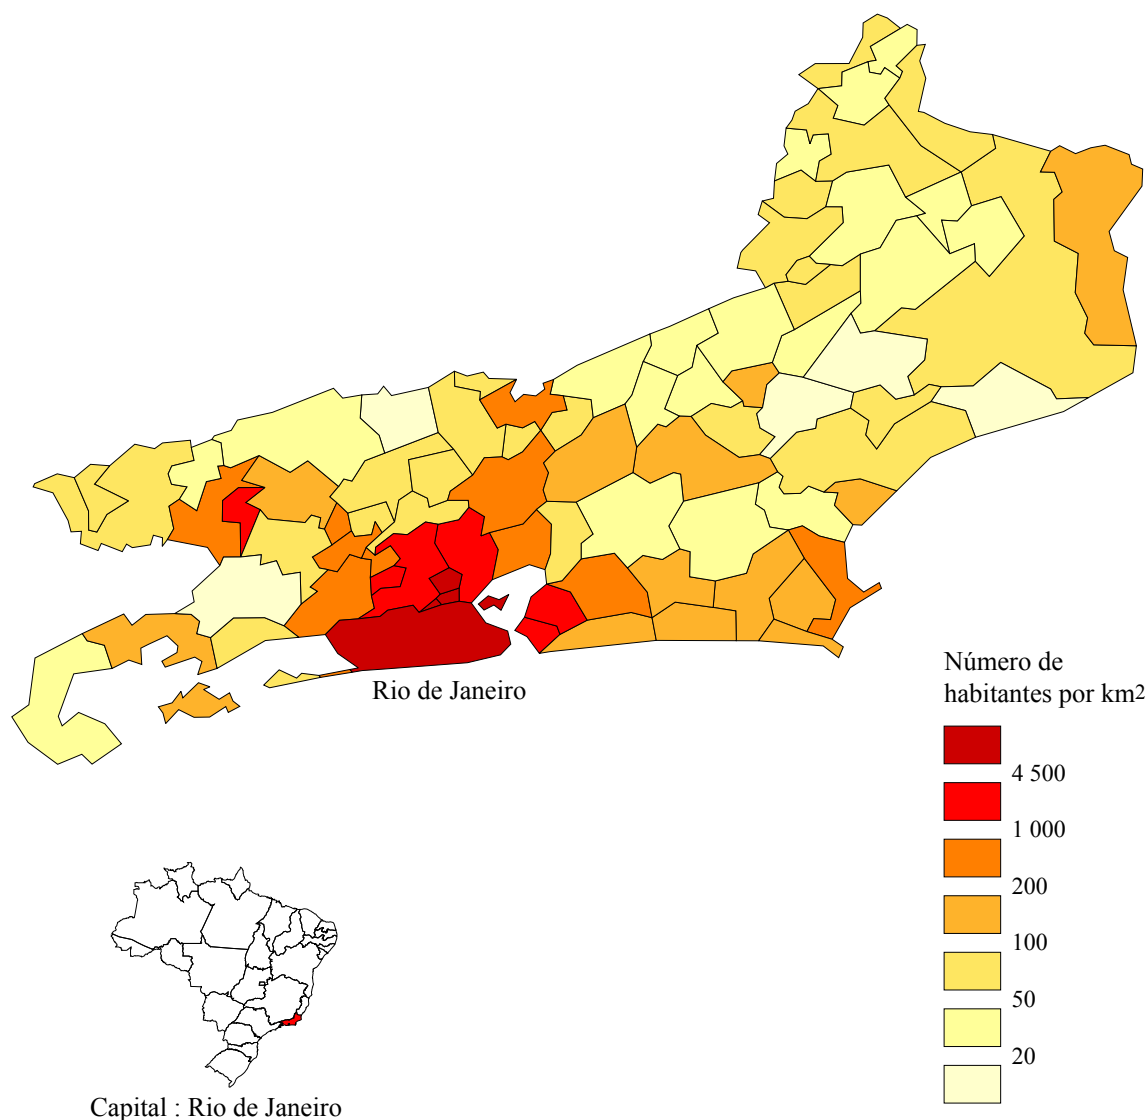 Rio de Janeiro
Número de
habitantes por km2
4 500
1 000
200
100
50
20
Capital : Rio de Janeiro